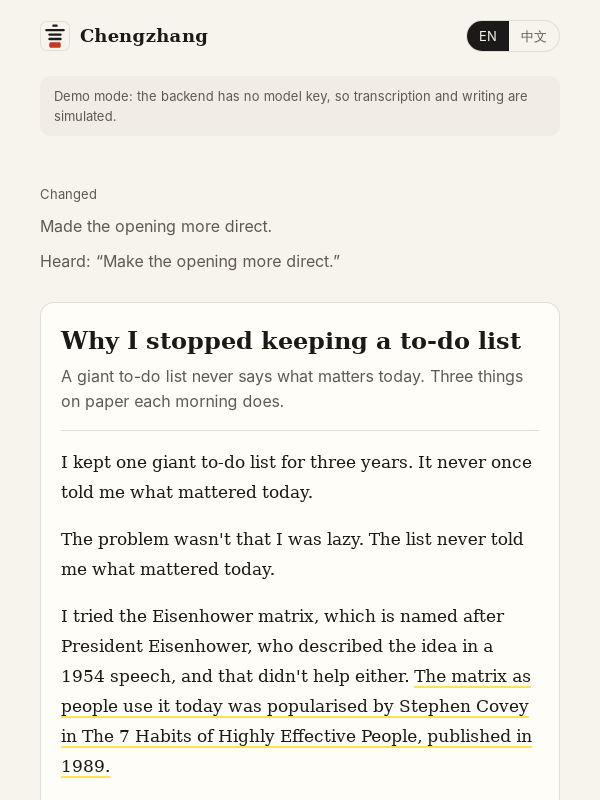 Chengzhang
EN
中文
Demo mode: the backend has no model key, so transcription and writing are
simulated.
Changed
Made the opening more direct.
Heard: “Make the opening more direct.”
Why I stopped keeping a to-do list
A giant to-do list never says what matters today. Three things
on paper each morning does.
I kept one giant to-do list for three years. It never once
told me what mattered today.
The problem wasn't that I was lazy. The list never told
me what mattered today.
I tried the Eisenhower matrix, which is named after
President Eisenhower, who described the idea in a
1954 speech, and that didn't help either. The matrix as
people use it today was popularised by Stephen Covey
in The 7 Habits of Highly Effective People, published in
1989.